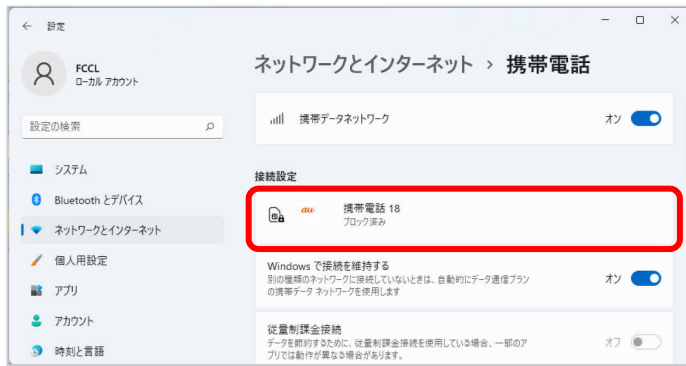 設定
FCCL
ローカル アカウント
設定の検索
システム
Bluetooth とデバイス
ネットワークとインターネット
個人用設定
アプリ
アカウント
時刻と言語
ネットワークとインターネット › 携帯電話
携帯データネットワーク
オン
接続設定
au
携帯電話 18
ブロック済み
Windows で接続を維持する
別の種類のネットワークに接続していないときは、自動的にデータ通信プラン
の携帯データ ネットワークを使用します
オン
従量制課金接続
データを節約するために、従量制課金接続を使用している場合、一部のア
プリでは動作が異なる場合があります。
オフ